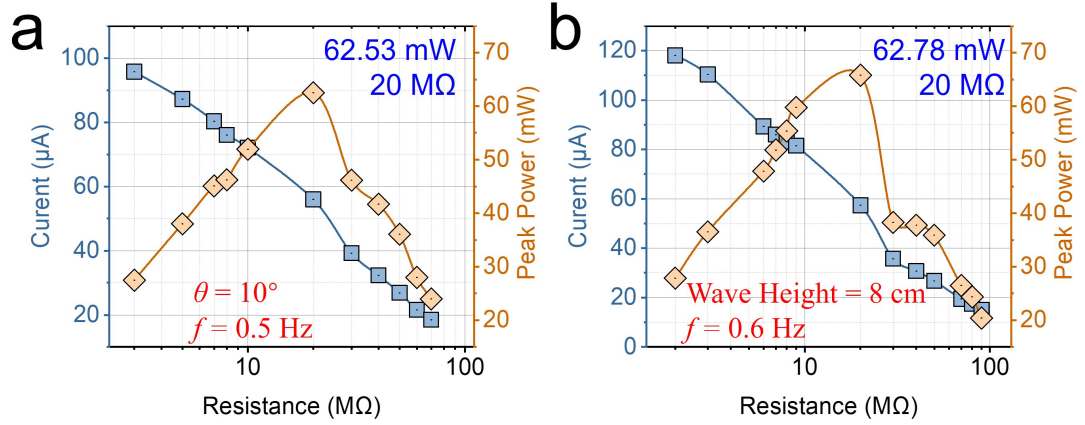 a
62.53 mW
20 MΩ
100
80
60
40
20
70
60
50
40
30
20
Curent (μA)
Peak Power (mW)
θ = 10°
f = 0.5 Hz
10
100
Resistance (MΩ)
b
62.78 mW
20 MΩ
120
100
80
60
40
20
0
70
60
50
40
30
20
Curent (μA)
Peak Power (mW)
Wave Height = 8 cm
f = 0.6 Hz
10
100
Resistance (MΩ)